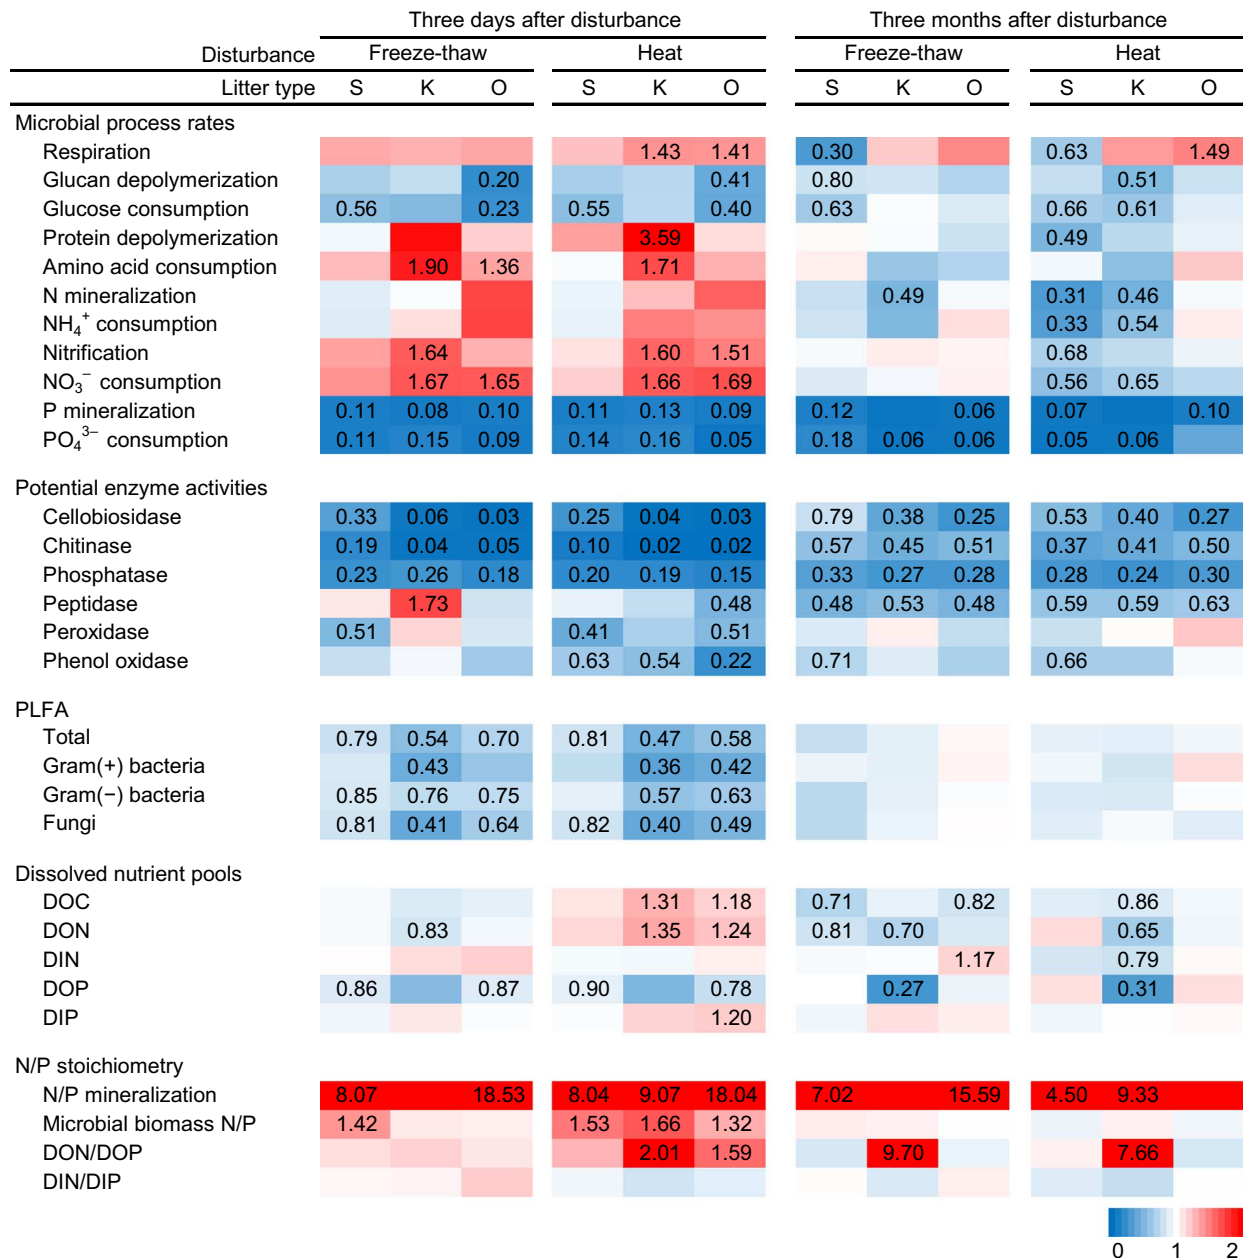 Three days after disturbance Three months after disturbance
Disturbance Freeze-thaw Heat Freeze-thaw Heat
Litter type S K O S K O S K O S K O
Microbial process rates
Respiration 1.43 1.41 0.30 0.63 1.49
Glucan depolymerization 0.20 0.41 0.80 0.51
Glucose consumption 0.56 0.23 0.55 0.40 0.63 0.66 0.61
Protein depolymerization 3.59 0.49
Amino acid consumption 1.90 1.36 1.71
N mineralization 0.49 0.31 0.46
NH₄⁺ consumption 0.33 0.54
Nitrification 1.64 1.60 1.51 0.68
NO₃⁻ consumption 1.67 1.65 1.66 1.69 0.56 0.65
P mineralization 0.11 0.08 0.10 0.11 0.13 0.09 0.12 0.06 0.07 0.10
PO₄³⁻ consumption 0.11 0.15 0.09 0.14 0.16 0.05 0.18 0.06 0.06 0.05 0.06
Potential enzyme activities
Cellobiosidase 0.33 0.06 0.03 0.25 0.04 0.03 0.79 0.38 0.25 0.53 0.40 0.27
Chitinase 0.19 0.04 0.05 0.10 0.02 0.02 0.57 0.45 0.51 0.37 0.41 0.50
Phosphatase 0.23 0.26 0.18 0.20 0.19 0.15 0.33 0.27 0.28 0.28 0.24 0.30
Peptidase 1.73 0.48 0.48 0.53 0.48 0.59 0.59 0.63
Peroxidase 0.51 0.41 0.51
Phenol oxidase 0.63 0.54 0.22 0.71 0.66
PLFA
Total 0.79 0.54 0.70 0.81 0.47 0.58
Gram(+) bacteria 0.43 0.36 0.42
Gram(−) bacteria 0.85 0.76 0.75 0.57 0.63
Fungi 0.81 0.41 0.64 0.82 0.40 0.49
Dissolved nutrient pools
DOC 1.31 1.18 0.71 0.82 0.86
DON 0.83 1.35 1.24 0.81 0.70 0.65
DIN 1.17 0.79
DOP 0.86 0.87 0.90 0.78 0.27 0.31
DIP 1.20
N/P stoichiometry
N/P mineralization 8.07 18.53 8.04 9.07 18.04 7.02 15.59 4.50 9.33
Microbial biomass N/P 1.42 1.53 1.66 1.32
DON/DOP 2.01 1.59 9.70 7.66
DIN/DIP
0 1 2